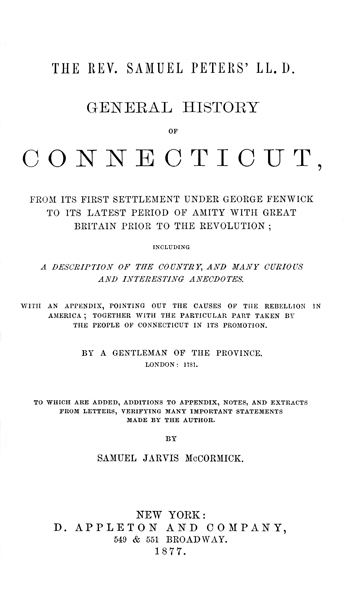 THE REV. SAMUEL PETERS' LL. D.
GENERAL HISTORY
OF
CONNECTICUT,
FROM ITS FIRST SETTLEMENT UNDER GEORGE FENWICK
TO ITS LATEST PERIOD OF AMITY WITH GREAT
BRITAIN PRIOR TO THE REVOLUTION;
INCLUDING
A DESCRIPTION OF THE COUNTRY, AND MANY CURIOUS
AND INTERESTING ANECDOTES.
WITH AN APPENDIX, POINTING OUT THE CAUSES OF THE REBELLION IN
AMERICA; TOGETHER WITH THE PARTICULAR PART TAKEN BY
THE PEOPLE OF CONNECTICUT IN ITS PROMOTION.
BY A GENTLEMAN OF THE PROVINCE.
LONDON: 1781.
TO WHICH ARE ADDED, ADDITIONS TO APPENDIX, NOTES, AND EXTRACTS
FROM LETTERS, VERIFYING MANY IMPORTANT STATEMENTS
MADE BY THE AUTHOR.
BY
SAMUEL JARVIS McCORMICK.
NEW YORK:
D. APPLETON AND COMPANY,
549 & 551 BROADWAY.
1877.